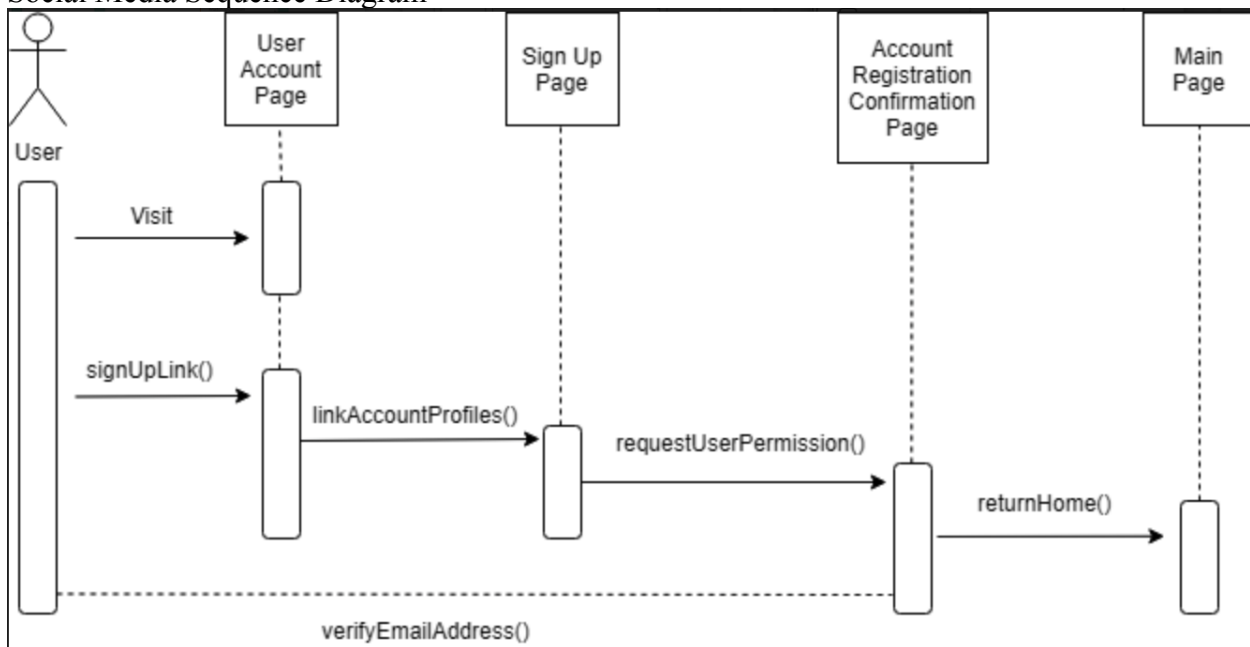 Social Media Sequence Diagram
User
Account
Page
Sign Up
Page
Account
Registration
Confirmation
Page
Main
Page
User
Visit
signUpLink()
linkAccountProfiles()
requestUserPermission()
returnHome()
verifyEmailAddress()